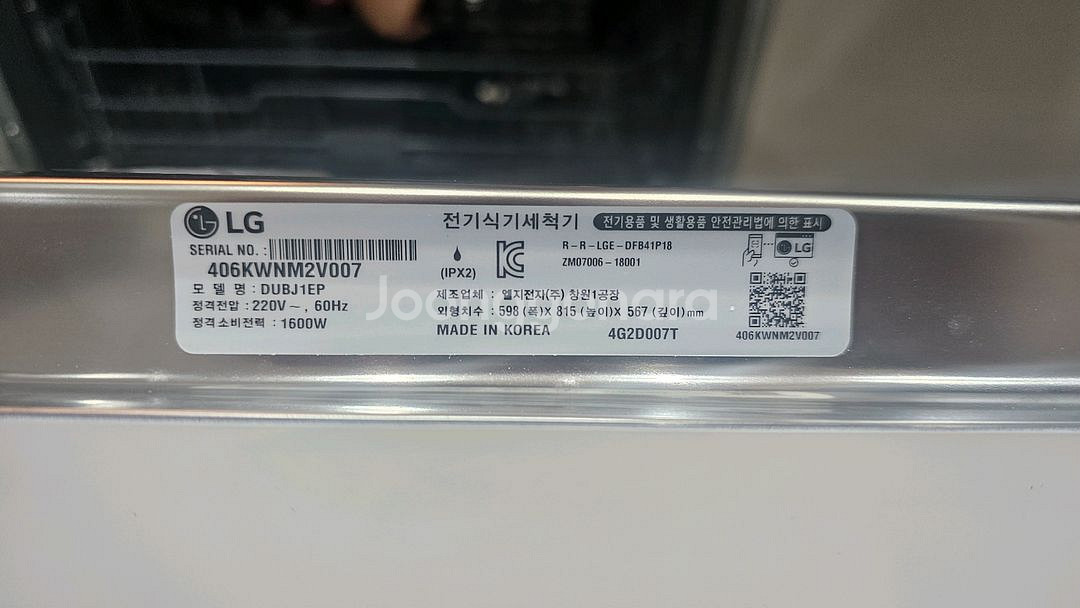 LG
전기식기세척기
전기용품 및 생활용품 안전관리법에 의한 표시
SERIAL NO. :
406KWNM2V007
모 델 명 : DUBJ1EP
정격전압 : 220V~, 60Hz
정격소비전력 : 1600W
(IPX2)
R-R-LGE-DFB41P18
ZM07006-18001
제조업체 : 엘지전자(주) 창원1공장
외형치수 : 598 (폭)X 815 (높이)X 567 (깊이)mm
MADE IN KOREA
4G2D007T
LG
406KWNM2V007
Joonggonara